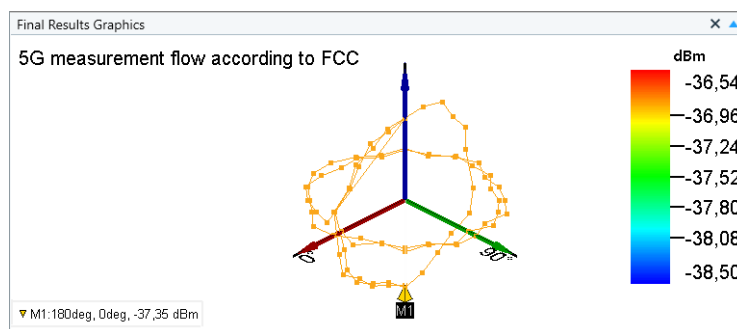 Final Results Graphics
5G measurement flow according to FCC
dBm
-36,54
-36,96
-37,24
-37,52
-37,80
-38,08
-38,50
0°
90°
M1
M1:180deg, 0deg, -37,35 dBm